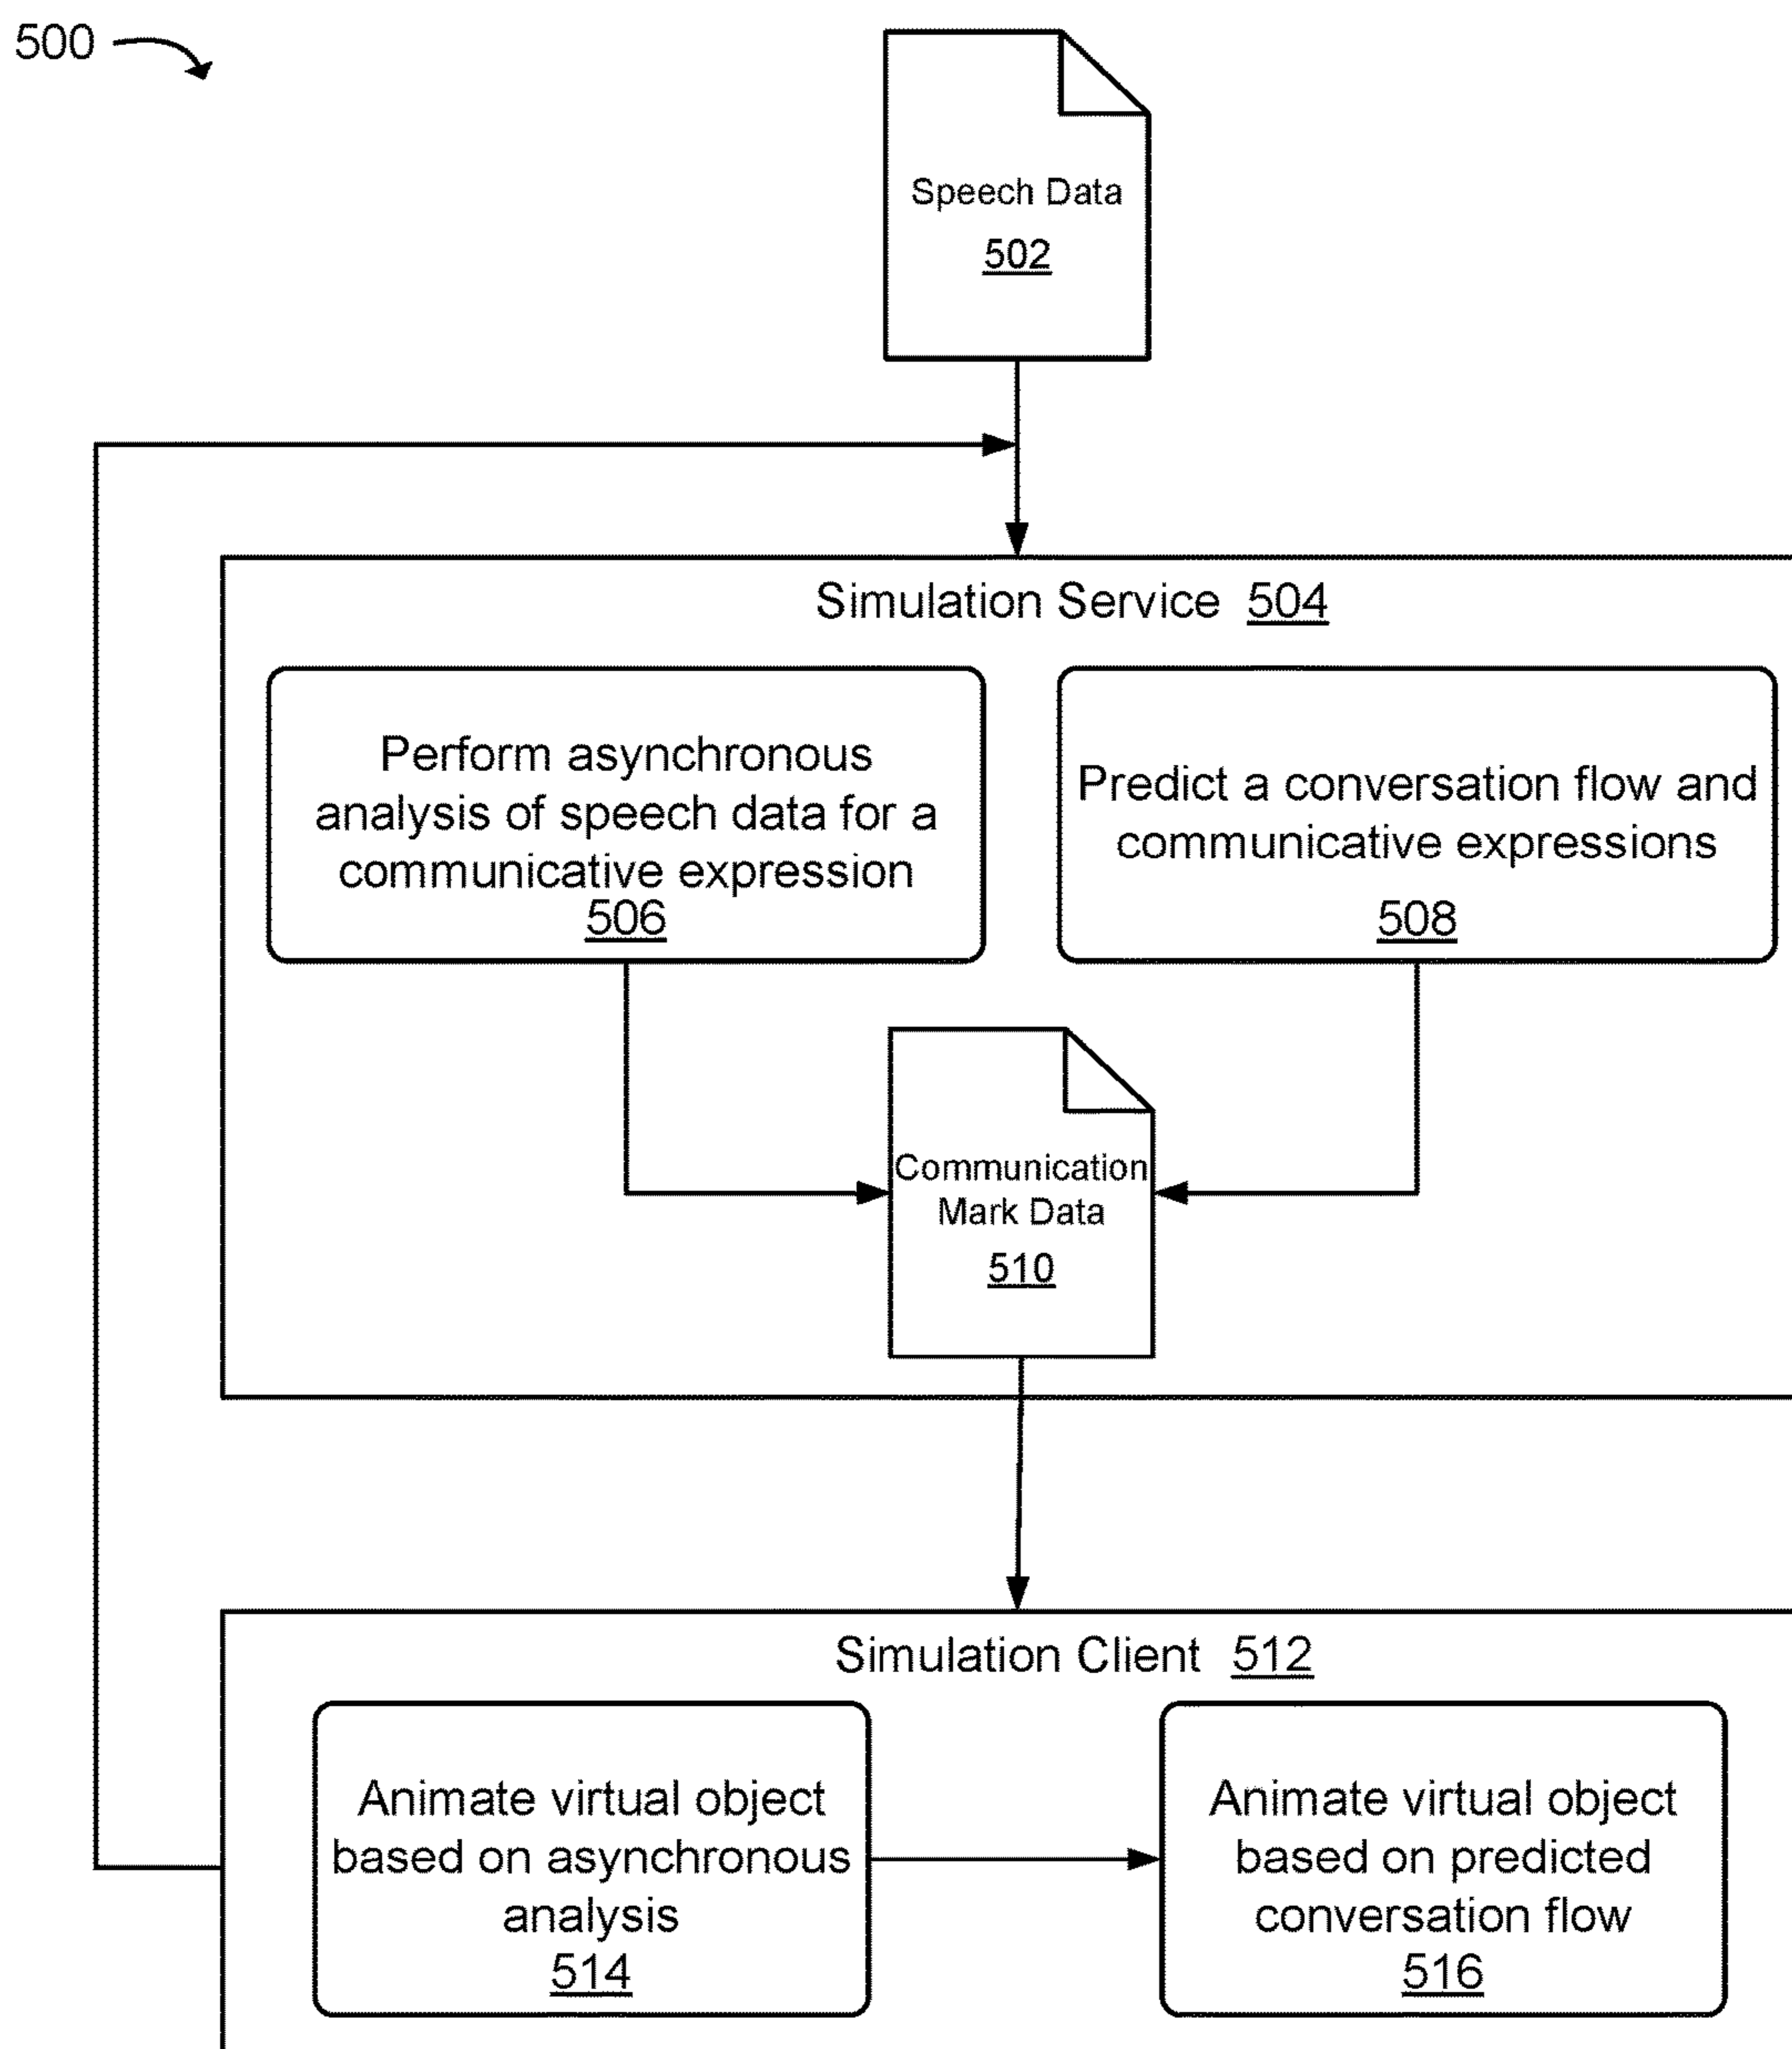 500
Speech Data
502
Simulation Service 504
Perform asynchronous
analysis of speech data for a
communicative expression
506
Predict a conversation flow and
communicative expressions
508
Communication
Mark Data
510
Simulation Client 512
Animate virtual object
based on asynchronous
analysis
514
Animate virtual object
based on predicted
conversation flow
516